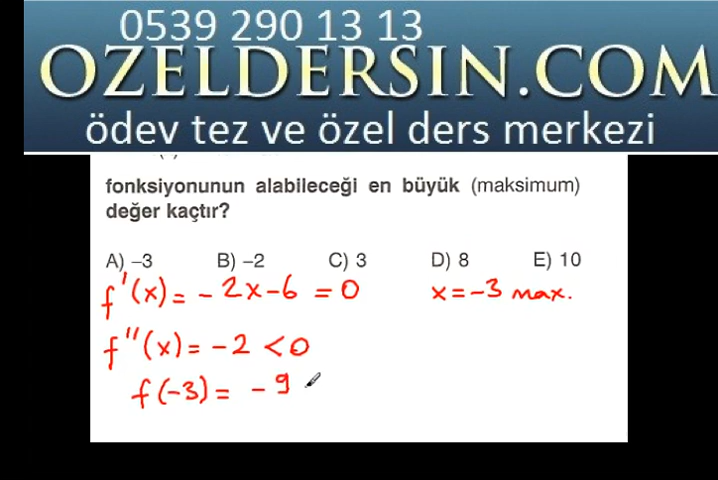 0539 290 13 13
OZELDERSIN.COM
ödev tez ve özel ders merkezi
fonksiyonunun alabileceği en büyük (maksimum)
değer kaçtır?
A) –3 B) –2 C) 3 D) 8 E) 10
f'(x) = - 2x-6 = 0 x = -3 max.
f''(x) = -2 < 0
f(-3) = - 9